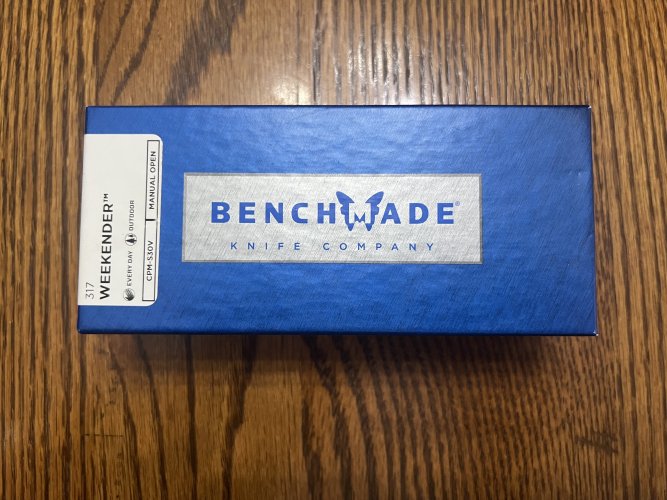 BENCHMADE®
KNIFE COMPANY
317
WEEKENDER™
EVERY DAY OUTDOOR
CPM-S30V MANUAL OPEN